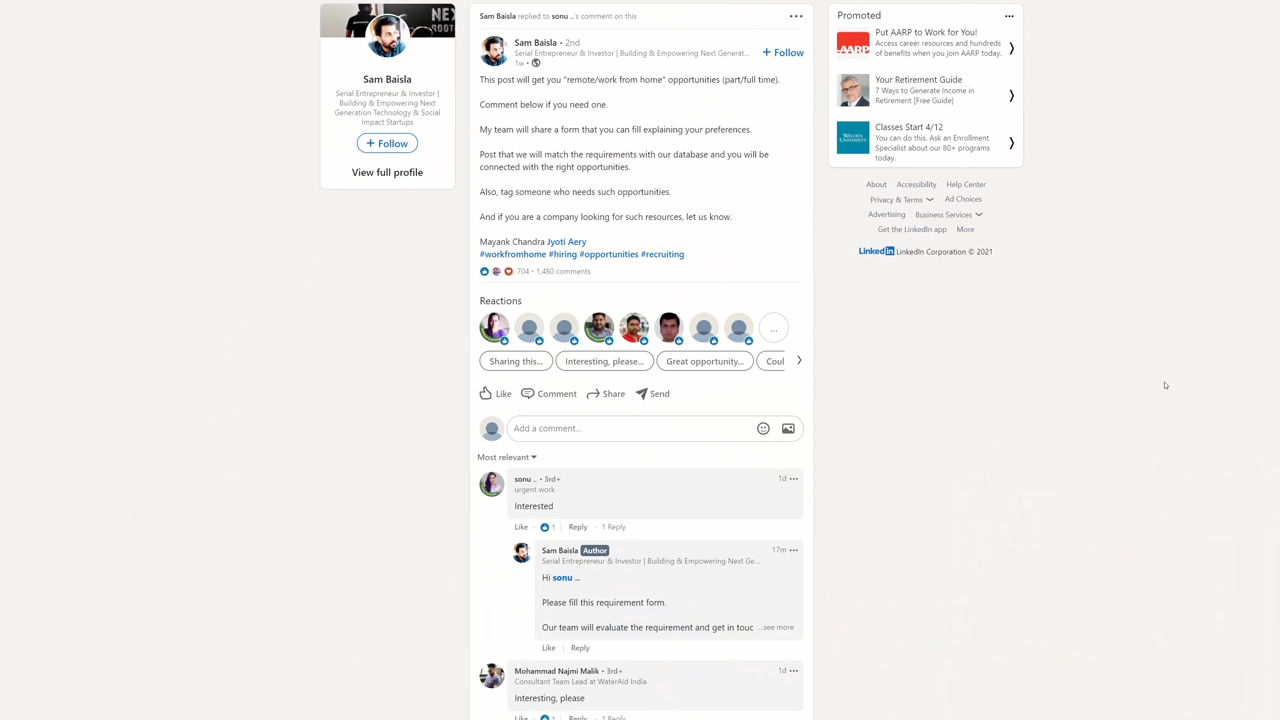 NEX
ROOT
Sam Baisla
Serial Entrepreneur & Investor |
Building & Empowering Next
Generation Technology & Social
Impact Startups
+ Follow
View full profile
Sam Baisla replied to sonu ..'s comment on this
Sam Baisla • 2nd
Serial Entrepreneur & Investor | Building & Empowering Next Generat...
1w •
+ Follow
This post will get you "remote/work from home" opportunities (part/full time).
Comment below if you need one.
My team will share a form that you can fill explaining your preferences.
Post that we will match the requirements with our database and you will be
connected with the right opportunities.
Also, tag someone who needs such opportunities.
And if you are a company looking for such resources, let us know.
Mayank Chandra Jyoti Aery
#workfromhome #hiring #opportunities #recruiting
704 • 1,480 comments
Reactions
...
Sharing this... Interesting, please... Great opportunity... Coul
Like Comment Share Send
Add a comment...
Most relevant
sonu .. • 3rd+ 1d
urgent work
Interested
Like · 1 | Reply · 1 Reply
Sam Baisla Author 17m
Serial Entrepreneur & Investor | Building & Empowering Next Ge...
Hi sonu ..
Please fill this requirement form.
Our team will evaluate the requirement and get in touc ...see more
Like | Reply
Mohammad Najmi Malik • 3rd+ 1d
Consultant Team Lead at WaterAid India
Interesting, please
Like · 1 | Reply · 1 Reply
Promoted
AARP
Put AARP to Work for You!
Access career resources and hundreds
of benefits when you join AARP today.
Your Retirement Guide
7 Ways to Generate Income in
Retirement [Free Guide]
WALDEN
UNIVERSITY
Classes Start 4/12
You can do this. Ask an Enrollment
Specialist about our 80+ programs
today.
About Accessibility Help Center
Privacy & Terms Ad Choices
Advertising Business Services
Get the LinkedIn app More
LinkedIn LinkedIn Corporation © 2021